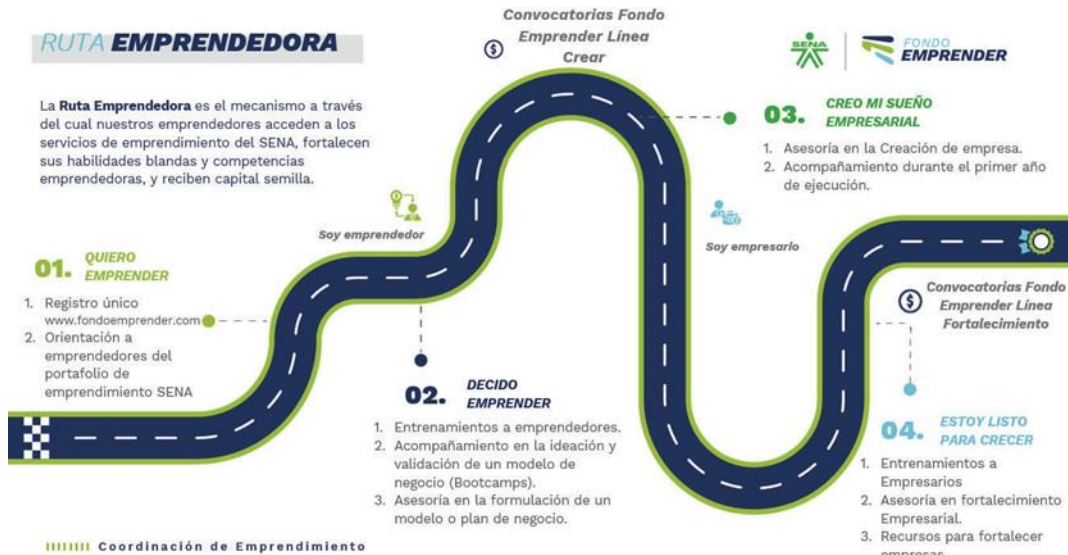 RUTA EMPRENDEDORA
La Ruta Emprendedora es el mecanismo a través
del cual nuestros emprendedores acceden a los
servicios de emprendimiento del SENA, fortalecen
sus habilidades blandas y competencias
emprendedoras, y reciben capital semilla.
Convocatorias Fondo
Emprender Línea
Crear
$
SENA
FONDO
EMPRENDER
01. QUIERO
EMPRENDER
1. Registro único
www.fondoemprender.com
2. Orientación a
emprendedores del
portafolio de
emprendimiento SENA
Soy emprendedor
02. DECIDO
EMPRENDER
1. Entrenamientos a emprendedores.
2. Acompañamiento en la ideación y
validación de un modelo de
negocio (Bootcamps).
3. Asesoría en la formulación de un
modelo o plan de negocio.
03. CREO MI SUEÑO
EMPRESARIAL
1. Asesoría en la Creación de empresa.
2. Acompañamiento durante el primer año
de ejecución.
Soy empresario
$
Convocatorias Fondo
Emprender Línea
Fortalecimiento
04. ESTOY LISTO
PARA CRECER
1. Entrenamientos a
Empresarios
2. Asesoría en fortalecimiento
Empresarial.
3. Recursos para fortalecer
empresas.
Coordinación de Emprendimiento